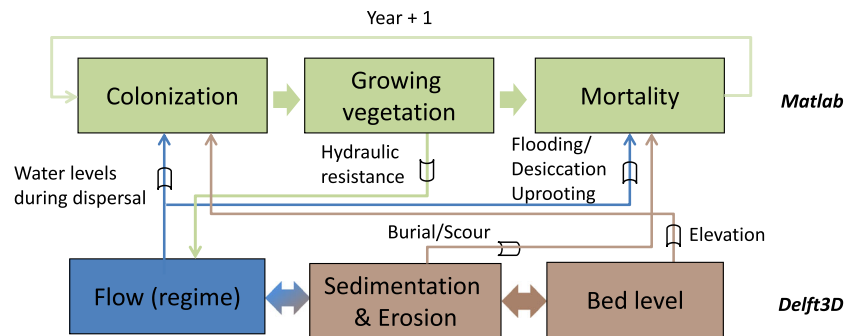 Year + 1
Colonization
Growing
vegetation
Mortality
Matlab
Water levels
during dispersal
Hydraulic
resistance
Flooding/
Desiccation
Uprooting
Burial/Scour
Elevation
Flow (regime)
Sedimentation
& Erosion
Bed level
Delft3D